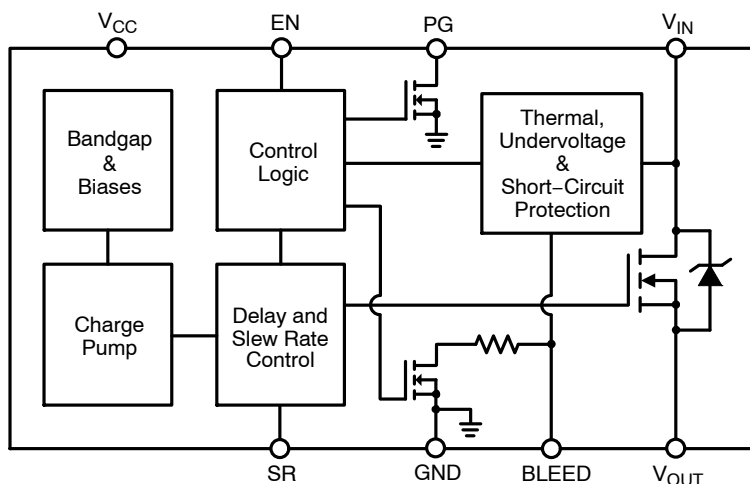 VCC
EN
PG
VIN
Bandgap
&
Biases
Control
Logic
Thermal,
Undervoltage
&
Short−Circuit
Protection
Charge
Pump
Delay and
Slew Rate
Control
SR
GND
BLEED
VOUT